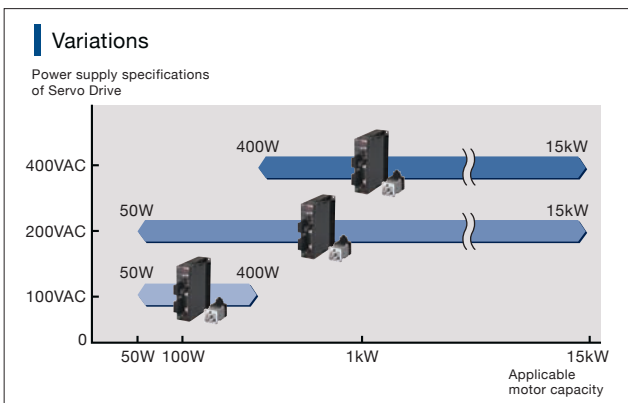 Variations
Power supply specifications
of Servo Drive
400W 15kW
400VAC
50W 15kW
200VAC
50W 400W
100VAC
0
50W 100W 1kW 15kW
Applicable
motor capacity